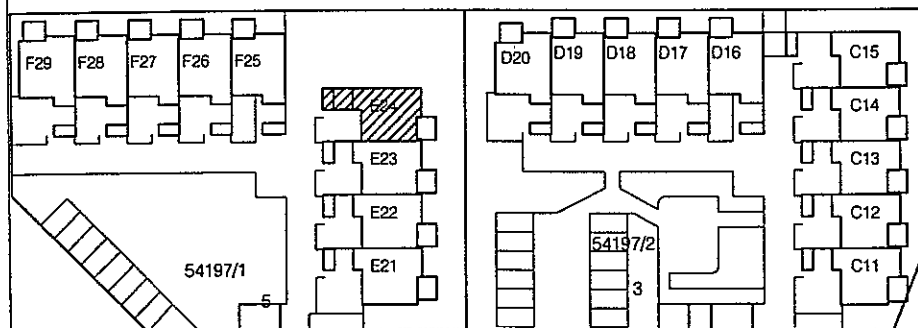 F29 F28 F27 F26 F25
D20 D19 D18 D17 D16
C15
E24
C14
E23
C13
E22
C12
54197/1
E21
54197/2
C11
5
3